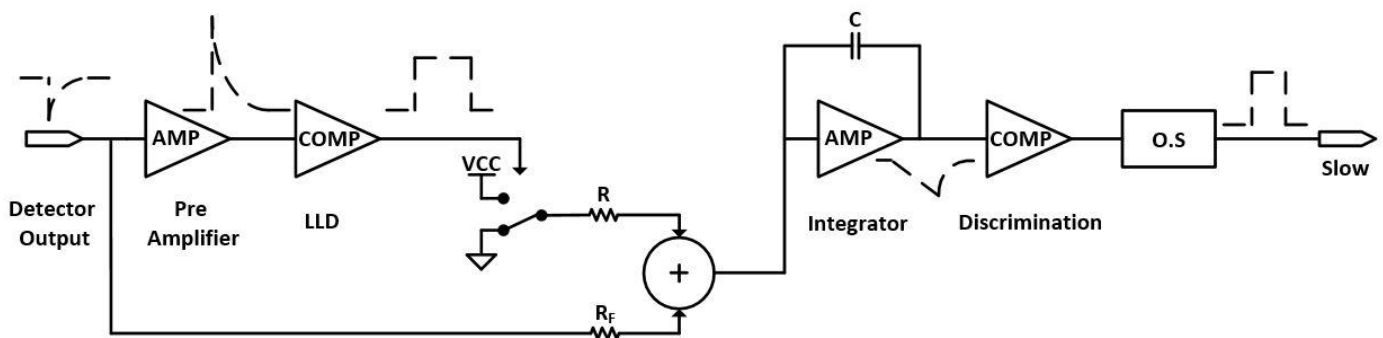 C
AMP
COMP
AMP
COMP
O.S
VCC
Slow
Detector
Output
Pre
Amplifier
LLD
R
Integrator
Discrimination
+
RF